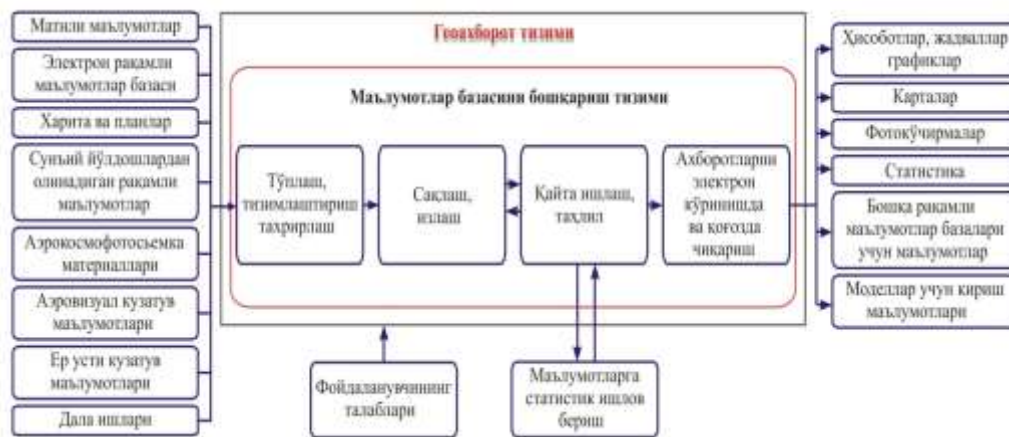 Матнли маълумотлар
Электрон рақамли
маълумотлар базаси
Харита ва планлар
Сунъий йўлдошлардан
олинадиган рақамли
маълумотлар
Аэрокосмофотосъемка
материаллари
Аэровизуал кузатув
маълумотлари
Ер усти кузатув
маълумотлари
Дала ишлари
Геоахборот тизими
Маълумотлар базасини бошқариш тизими
Тўплаш,
тизимлаштириш
таҳрирлаш
Сақлаш,
излаш
Қайта ишлаш,
таҳлил
Ахборотларни
электрон
кўринишда
ва қоғозда
чиқариш
Фойдаланувчининг
талаблари
Маълумотларга
статистик ишлов
бериш
Ҳисоботлар, жадваллар
графиклар
Карталар
Фотокўчирмалар
Статистика
Бошқа рақамли
маълумотлар базалари
учун маълумотлар
Моделлар учун кириш
маълумотлари